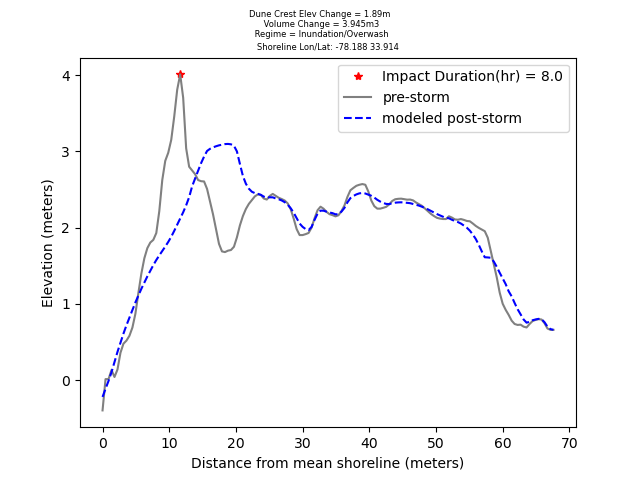 Dune Crest Elev Change = 1.89m
Volume Change = 3.945m3
Regime = Inundation/Overwash
Shoreline Lon/Lat: -78.188 33.914
Impact Duration(hr) = 8.0
pre-storm
modeled post-storm
4
3
2
1
0
Elevation (meters)
0 10 20 30 40 50 60 70
Distance from mean shoreline (meters)